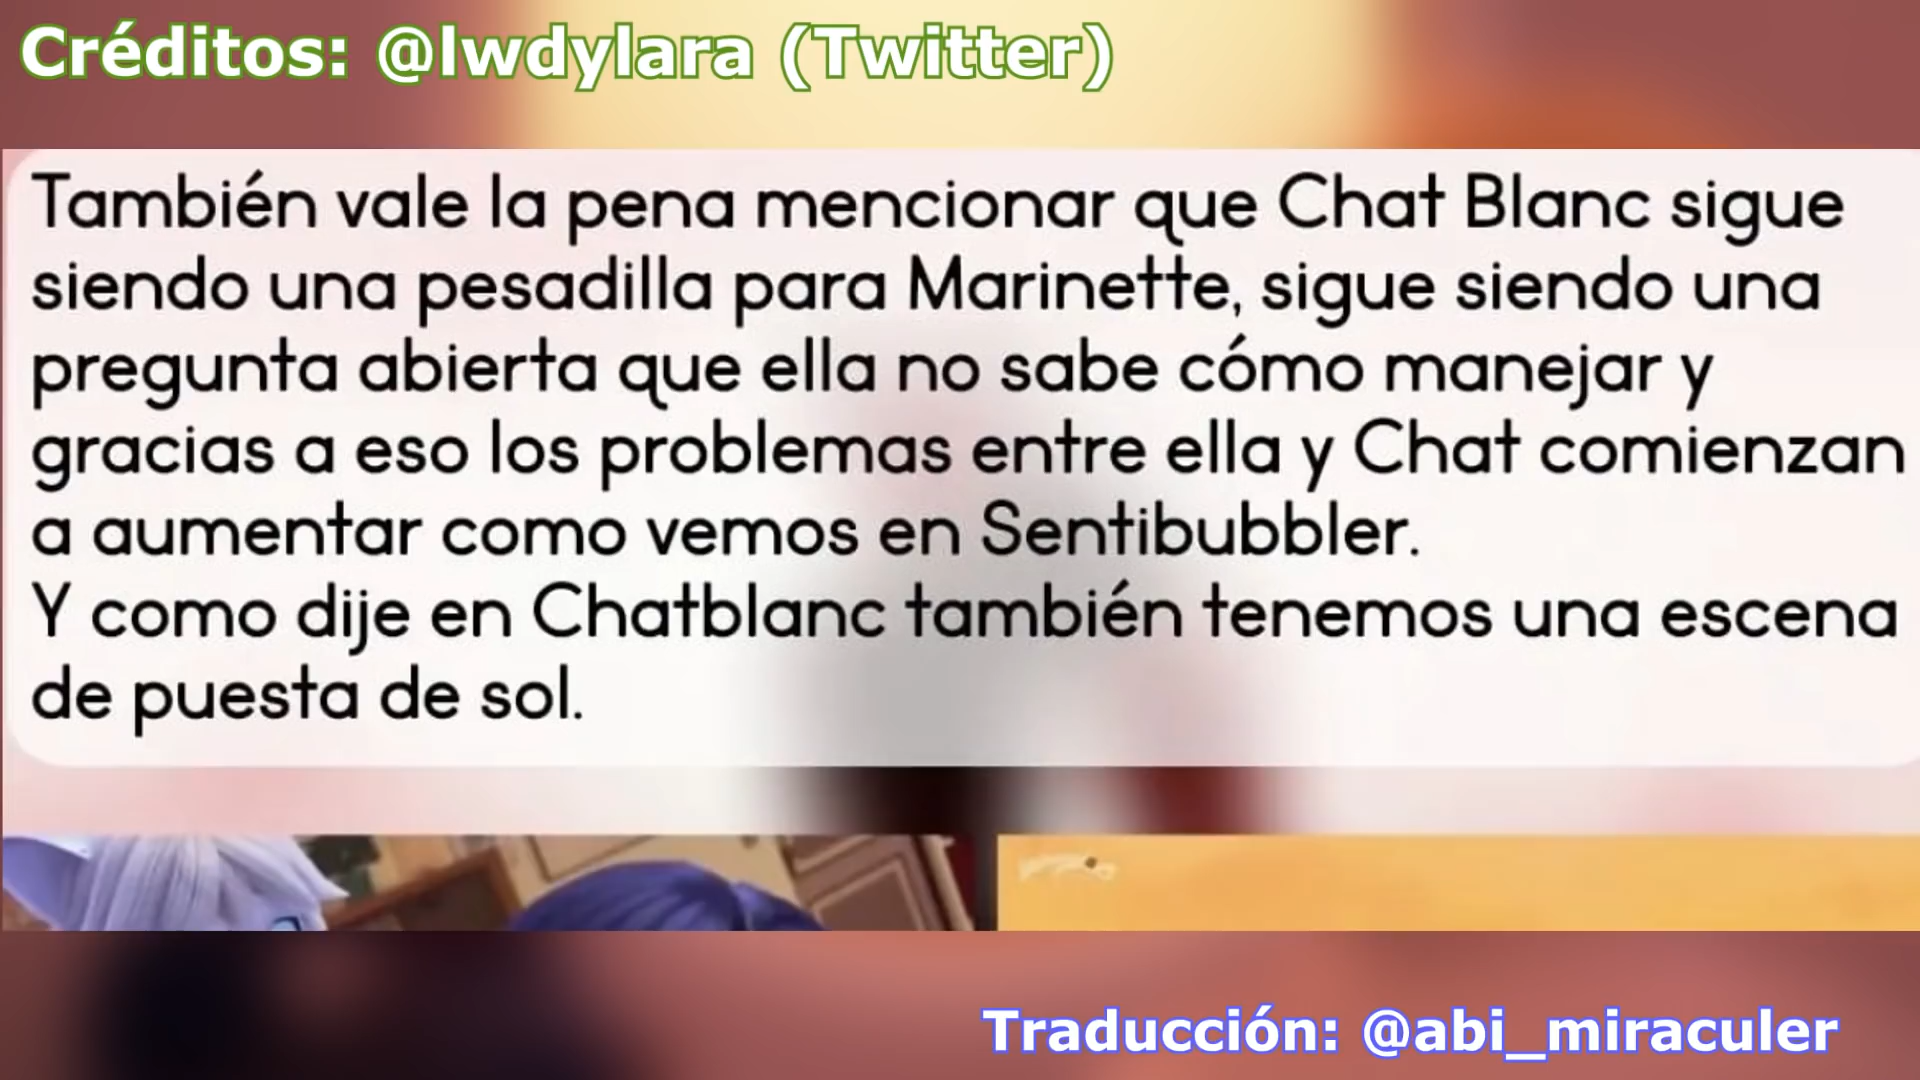 Créditos: @lwdylara (Twitter)
También vale la pena mencionar que Chat Blanc sigue
siendo una pesadilla para Marinette, sigue siendo una
pregunta abierta que ella no sabe cómo manejar y
gracias a eso los problemas entre ella y Chat comienzan
a aumentar como vemos en Sentibubbler.
Y como dije en Chatblanc también tenemos una escena
de puesta de sol.
Traducción: @abi_miraculer